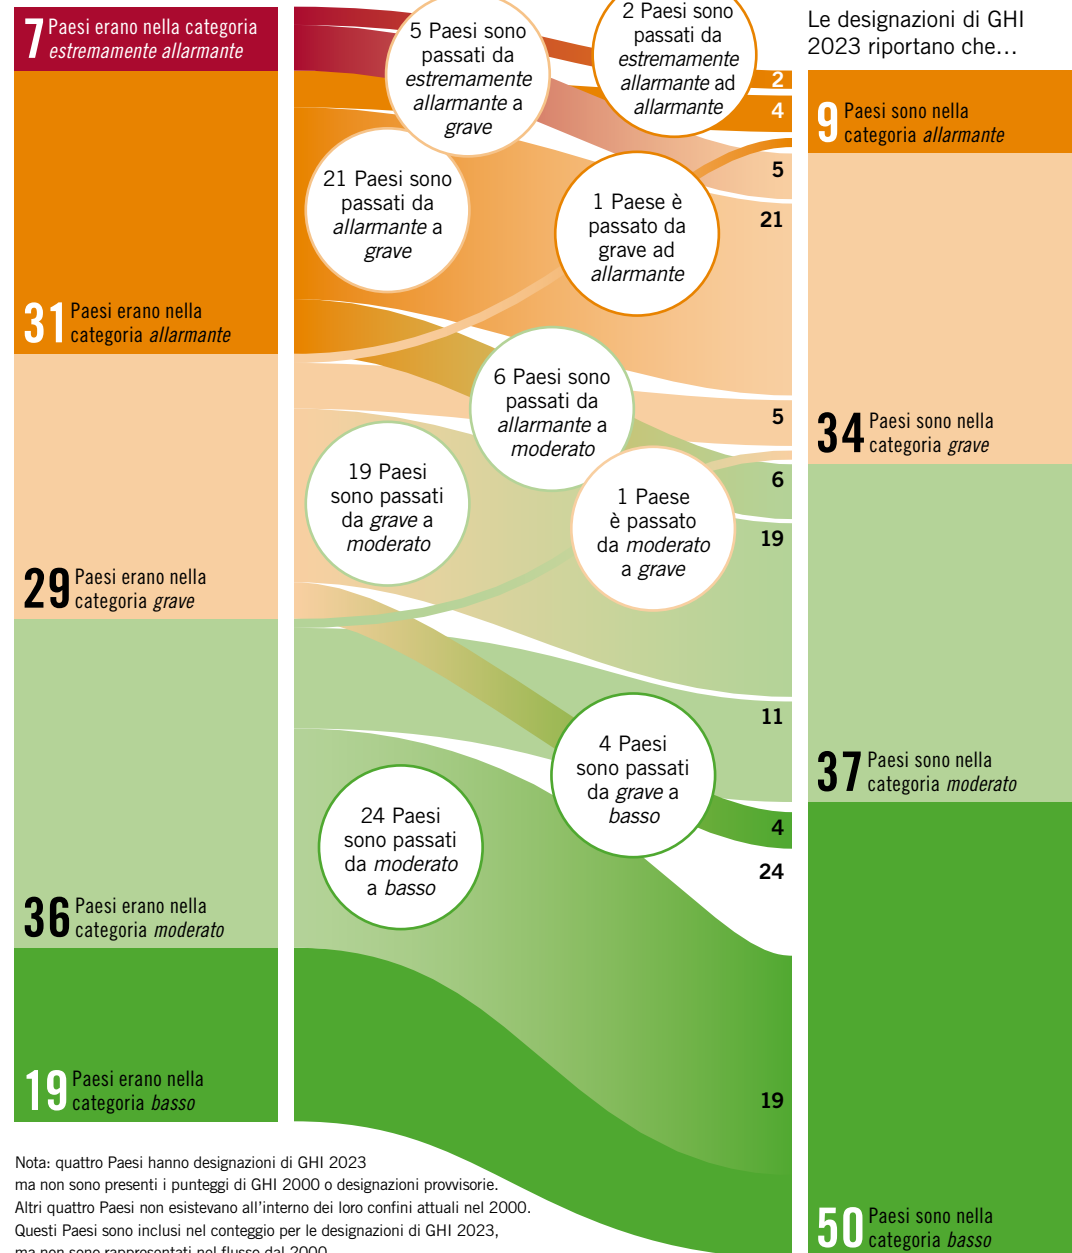 7 Paesi erano nella categoria
estremamente allarmante
31 Paesi erano nella
categoria allarmante
29 Paesi erano nella
categoria grave
36 Paesi erano nella
categoria moderato
19 Paesi erano nella
categoria basso
5 Paesi sono
passati da
estremamente
allarmante a
grave
2 Paesi sono
passati da
estremamente
allarmante ad
allarmante
21 Paesi sono
passati da
allarmante a
grave
1 Paese è
passato da
grave ad
allarmante
6 Paesi sono
passati da
allarmante a
moderato
19 Paesi
sono passati
da grave a
moderato
1 Paese
è passato
da moderato
a grave
4 Paesi
sono passati
da grave a
basso
24 Paesi
sono passati
da moderato
a basso
2
4
5
21
5
6
19
11
4
24
19
Le designazioni di GHI
2023 riportano che…
9 Paesi sono nella
categoria allarmante
34 Paesi sono nella
categoria grave
37 Paesi sono nella
categoria moderato
50 Paesi sono nella
categoria basso
Nota: quattro Paesi hanno designazioni di GHI 2023
ma non sono presenti i punteggi di GHI 2000 o designazioni provvisorie.
Altri quattro Paesi non esistevano all'interno dei loro confini attuali nel 2000.
Questi Paesi sono inclusi nel conteggio per le designazioni di GHI 2023,
ma non sono rappresentati nel flusso dal 2000